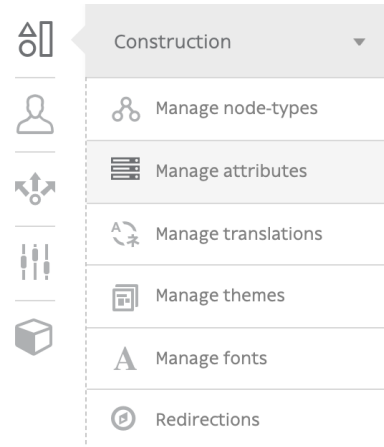 Construction
Manage node-types
Manage attributes
Manage translations
Manage themes
Manage fonts
Redirections